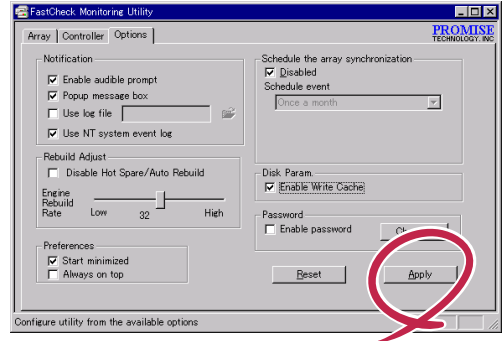 FastCheck Monitoring Utility
PROMISE
TECHNOLOGY, INC
Array Controller Options
Notification
Enable audible prompt
Popup message box
Use log file
Use NT system event log
Schedule the array synchronization
Disabled
Schedule event
Once a month
Rebuild Adjust
Disable Hot Spare/Auto Rebuild
Engine
Rebuild
Rate
Low 32 High
Disk Param.
Enable Write Cache
Password
Enable password
Preferences
Start minimized
Always on top
Reset Apply
Configure utility from the available options